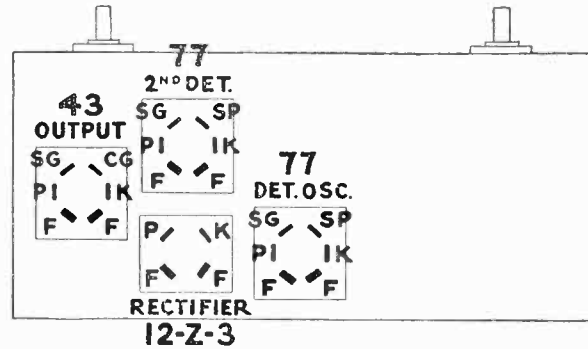 77
2ND DET.
SG SP
PI IK
F F
43
OUTPUT
SG CG
PI IK
F F
77
DET. OSC.
SG SP
PI IK
F F
P K
F F
RECTIFIER
12-Z-3